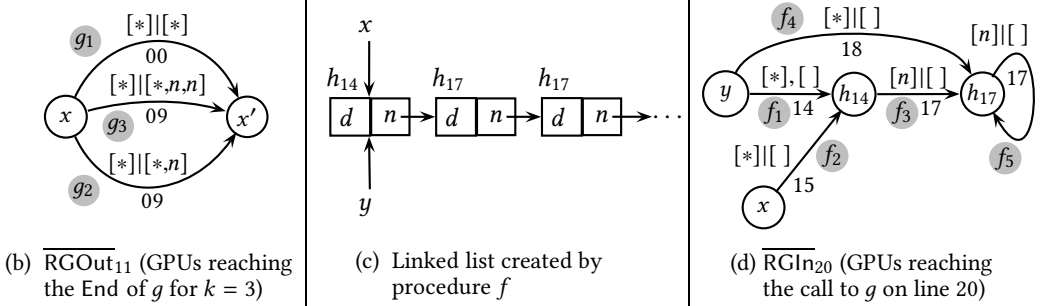 g1
[*]|[*]
00
[*]|[*,n,n]
x
09
g3
x′
[*]|[*,n]
g2
09
(b) RGOut11 (GPUs reaching
the End of g for k = 3)
x
h14
h17
h17
d
n
d
n
d
n
···
y
(c) Linked list created by
procedure f
f4
[*]|[ ]
18
[n]|[ ]
17
y
[*],[ ]
f1
14
h14
[n]|[ ]
f3
17
h17
[*]|[ ]
f2
15
f5
x
(d) RGIn20 (GPUs reaching
the call to g on line 20)